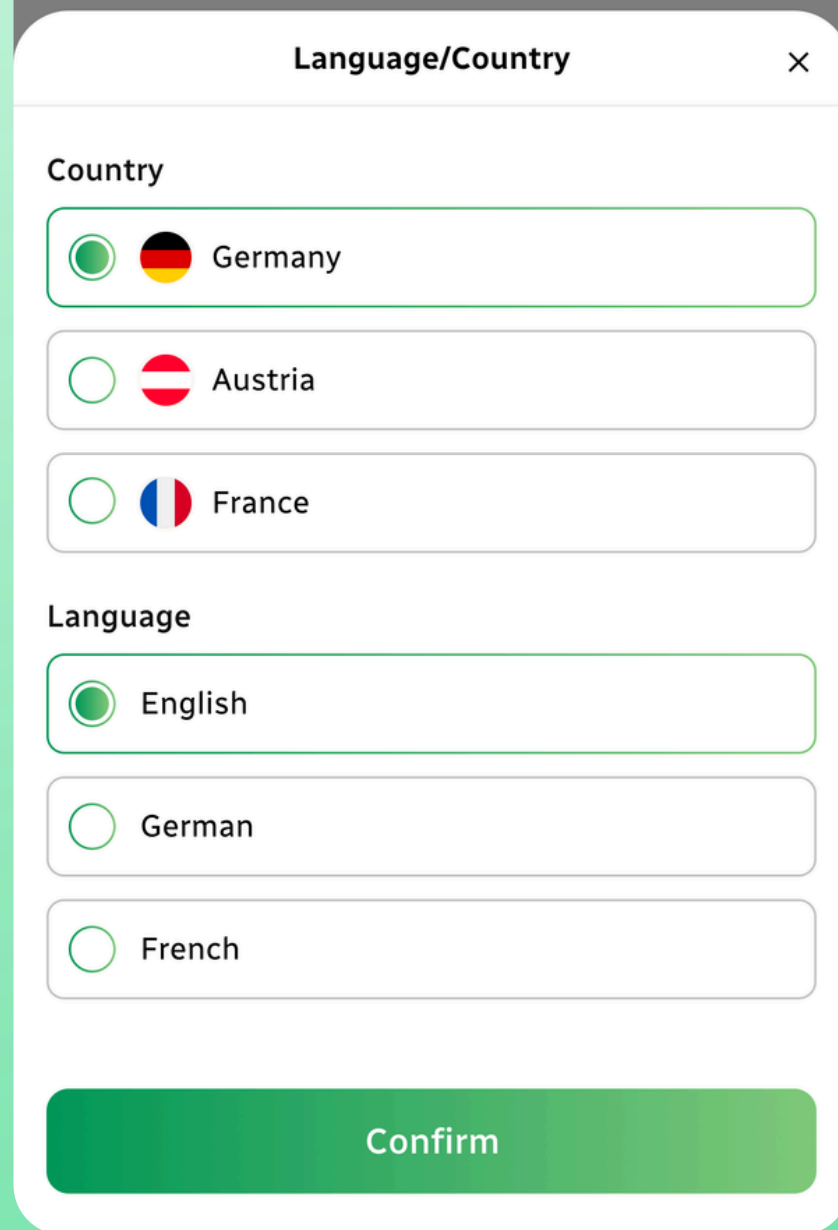 Language/Country
Country
Germany
Austria
France
Language
English
German
French
Confirm